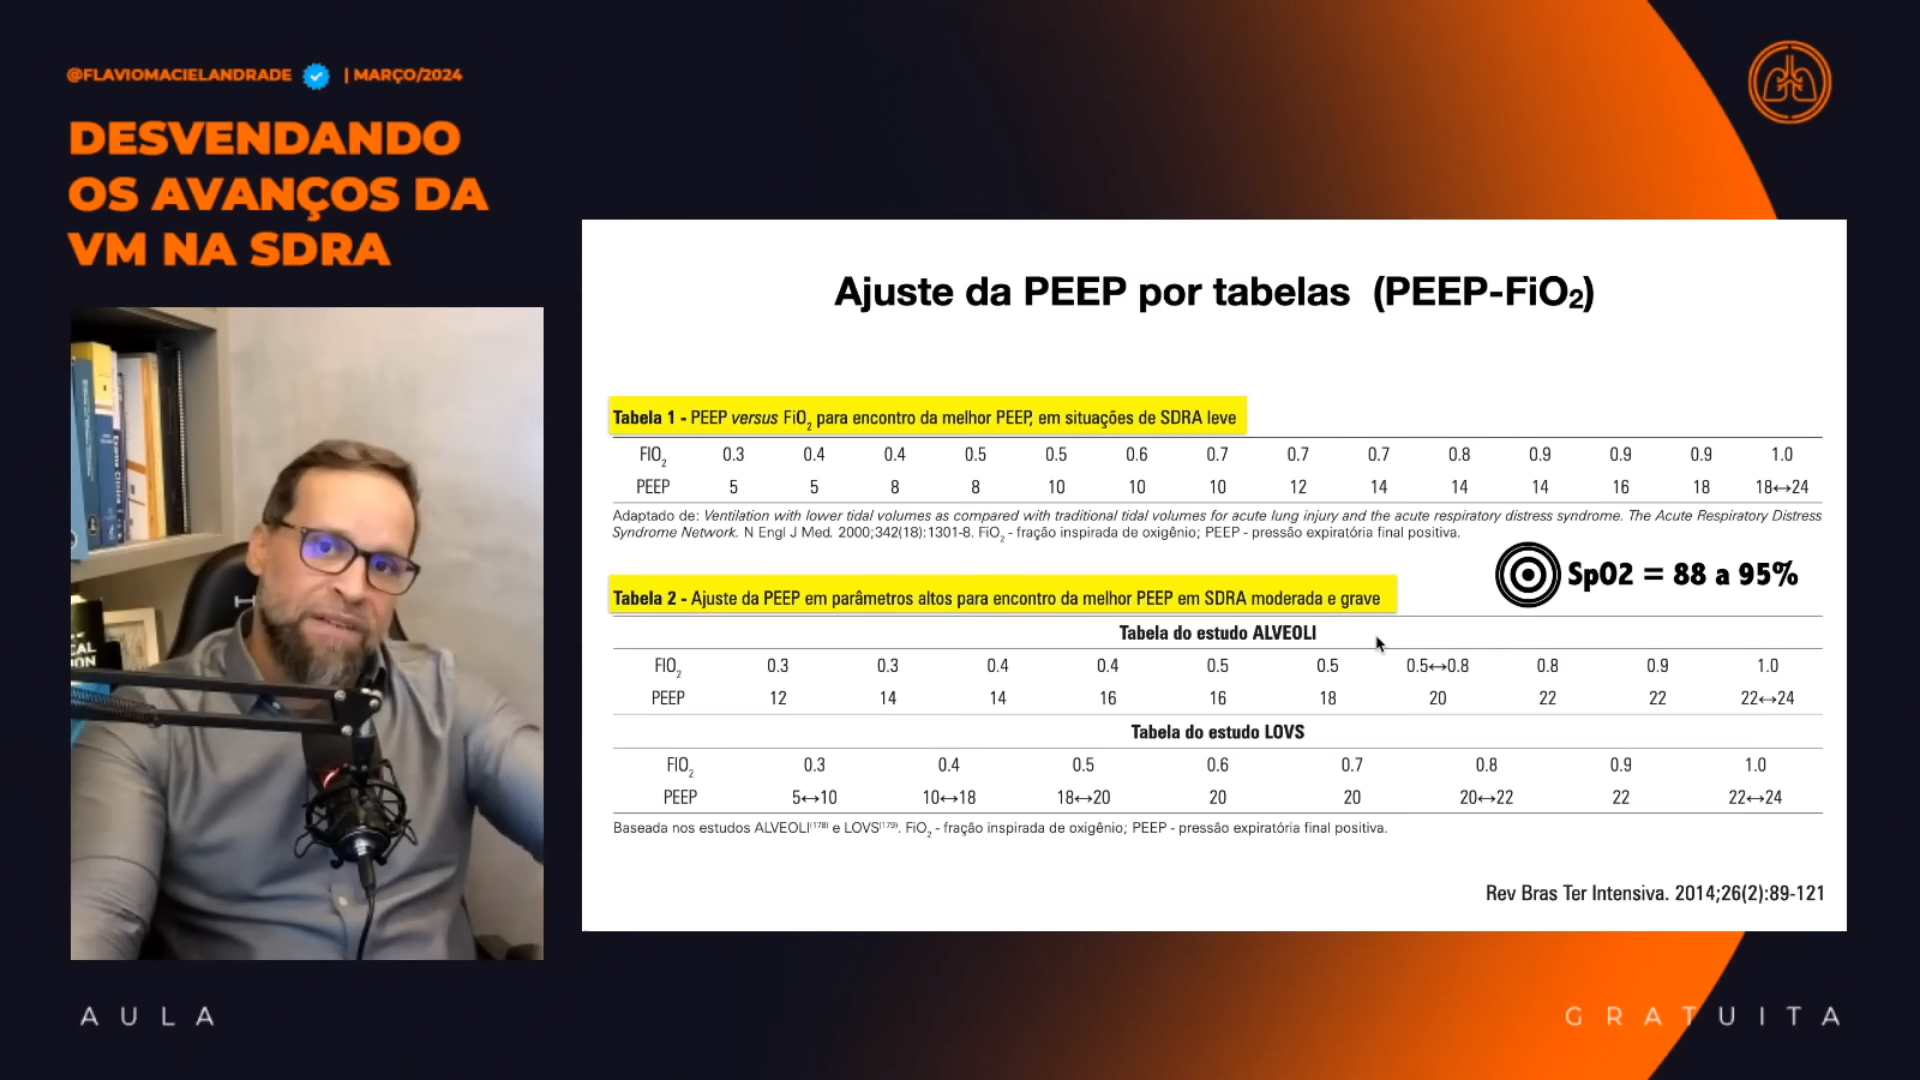 @FLAVIOMACIELANDRADE | MARÇO/2024
DESVENDANDO
OS AVANÇOS DA
VM NA SDRA
Ajuste da PEEP por tabelas (PEEP-FiO₂)
Tabela 1 - PEEP versus FiO₂ para encontro da melhor PEEP, em situações de SDRA leve
FIO₂ 0.3 0.4 0.4 0.5 0.5 0.6 0.7 0.7 0.7 0.8 0.9 0.9 0.9 1.0
PEEP 5 5 8 8 10 10 10 12 14 14 14 16 18 18↔24
Adaptado de: Ventilation with lower tidal volumes as compared with traditional tidal volumes for acute lung injury and the acute respiratory distress syndrome. The Acute Respiratory Distress
Syndrome Network. N Engl J Med. 2000;342(18):1301-8. FiO₂ - fração inspirada de oxigênio; PEEP - pressão expiratória final positiva.
SpO2 = 88 a 95%
Tabela 2 - Ajuste da PEEP em parâmetros altos para encontro da melhor PEEP em SDRA moderada e grave
Tabela do estudo ALVEOLI
FIO₂ 0.3 0.3 0.4 0.4 0.5 0.5 0.5↔0.8 0.8 0.9 1.0
PEEP 12 14 14 16 16 18 20 22 22 22↔24
Tabela do estudo LOVS
FIO₂ 0.3 0.4 0.5 0.6 0.7 0.8 0.9 1.0
PEEP 5↔10 10↔18 18↔20 20 20 20↔22 22 22↔24
Baseada nos estudos ALVEOLI⁽¹⁷⁸⁾ e LOVS⁽¹⁷⁹⁾. FiO₂ - fração inspirada de oxigênio; PEEP - pressão expiratória final positiva.
Rev Bras Ter Intensiva. 2014;26(2):89-121
AULA
GRATUITA